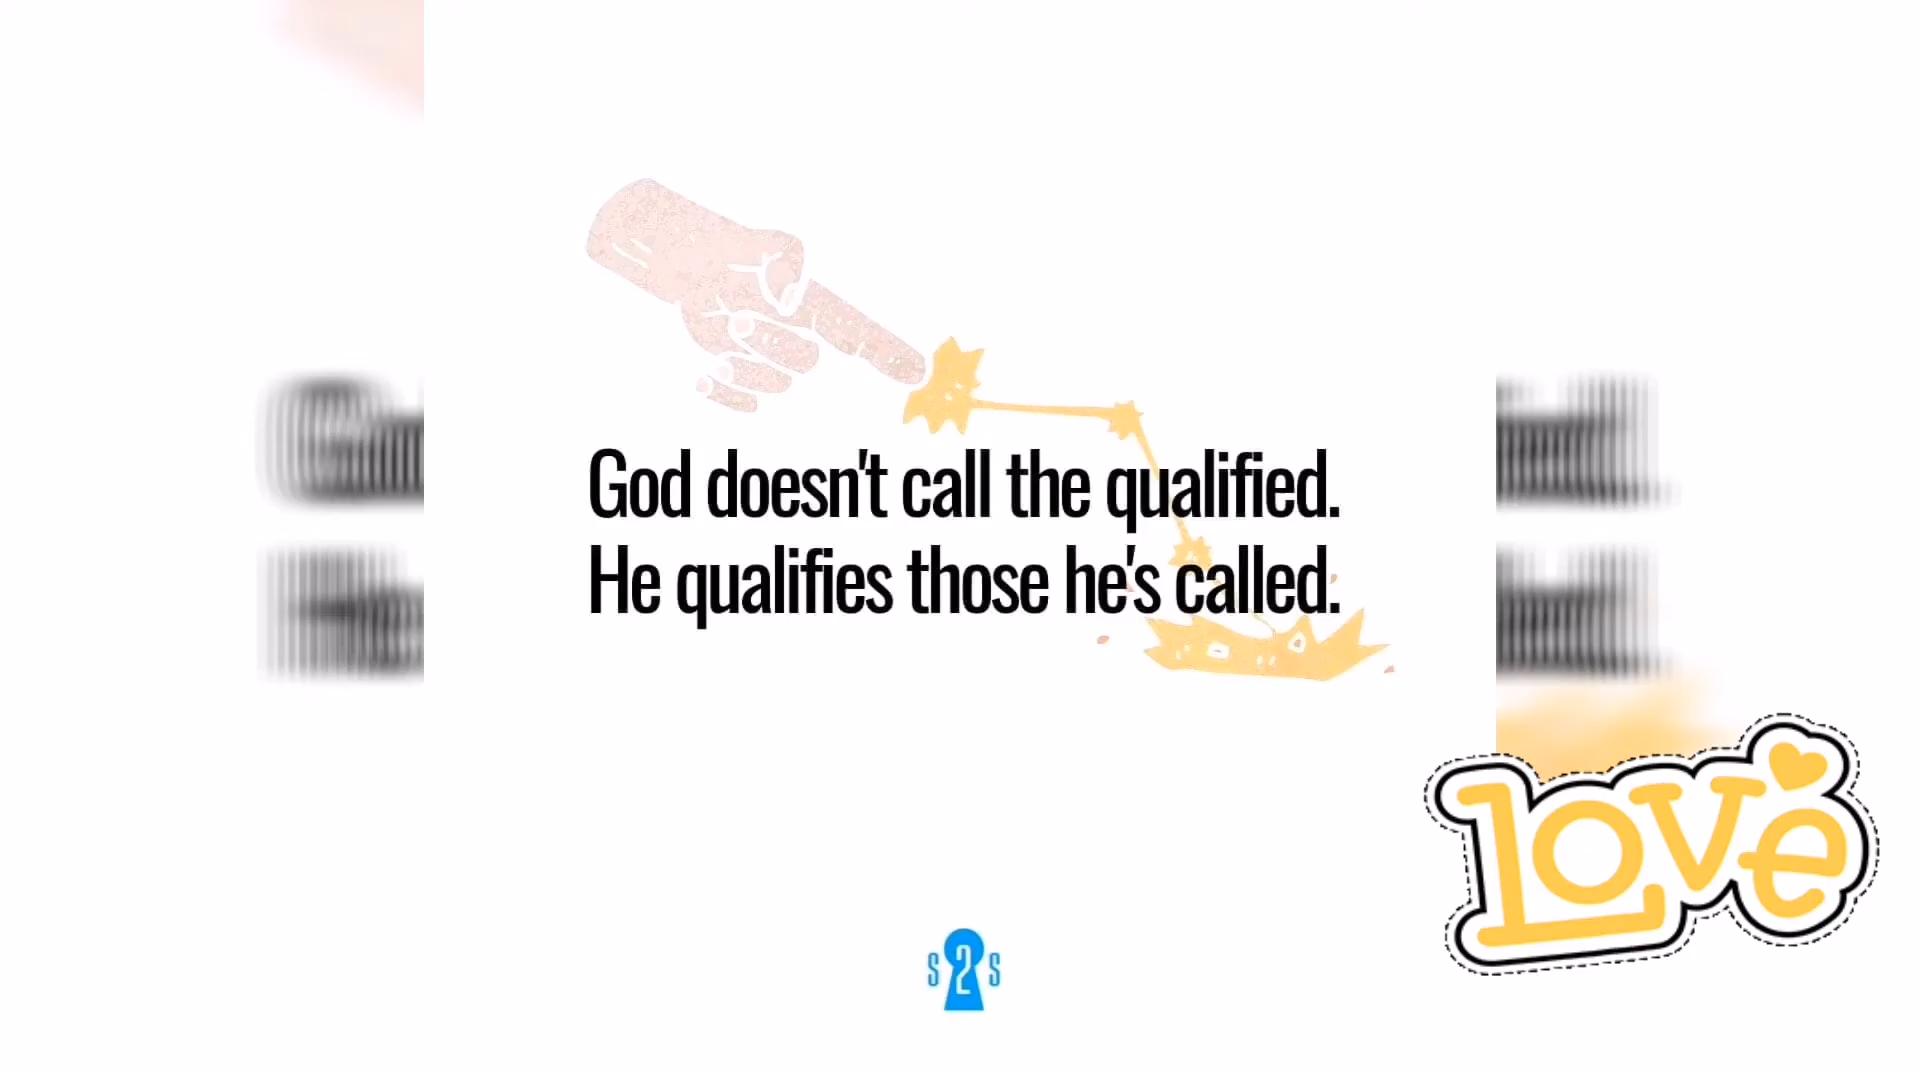 God doesn't call the qualified.
He qualifies those he's called.
Love
S2S